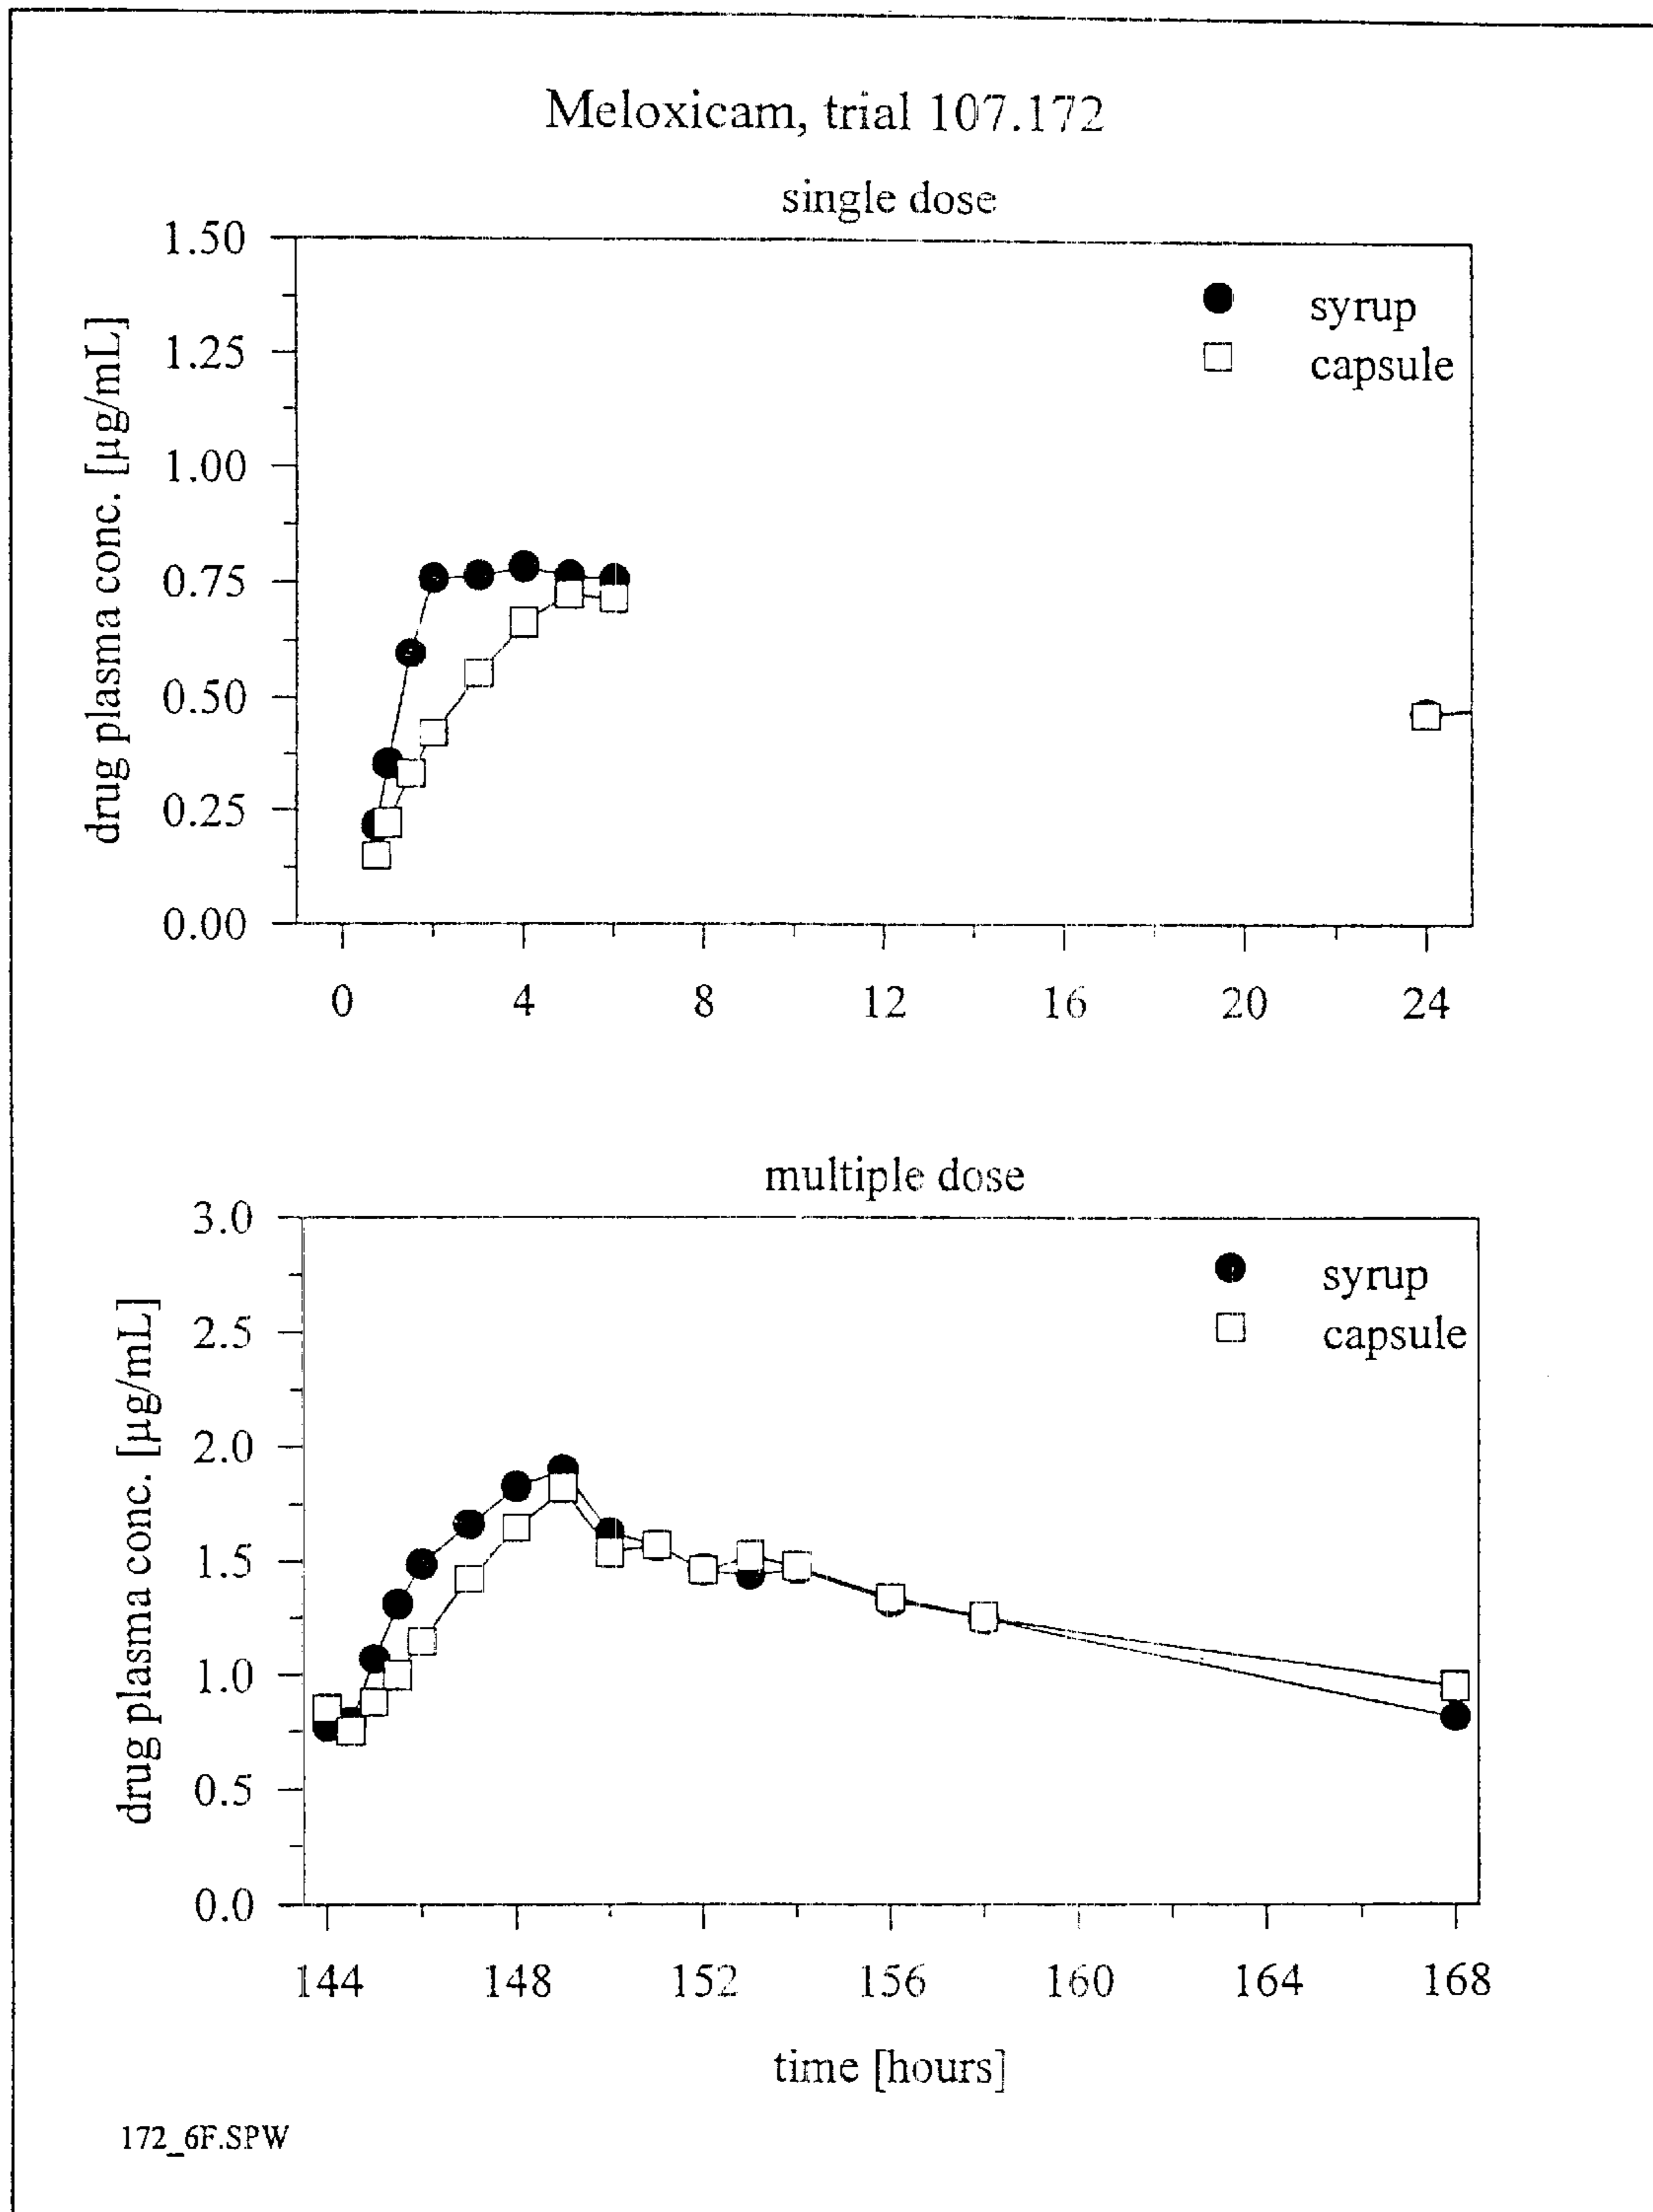 Meloxicam, trial 107.172
single dose
1.50
1.25
1.00
0.75
0.50
0.25
0.00
drug plasma conc. [µg/mL]
syrup
capsule
0 4 8 12 16 20 24
multiple dose
3.0
2.5
2.0
1.5
1.0
0.5
0.0
drug plasma conc. [µg/mL]
syrup
capsule
144 148 152 156 160 164 168
time [hours]
172_6F.SPW